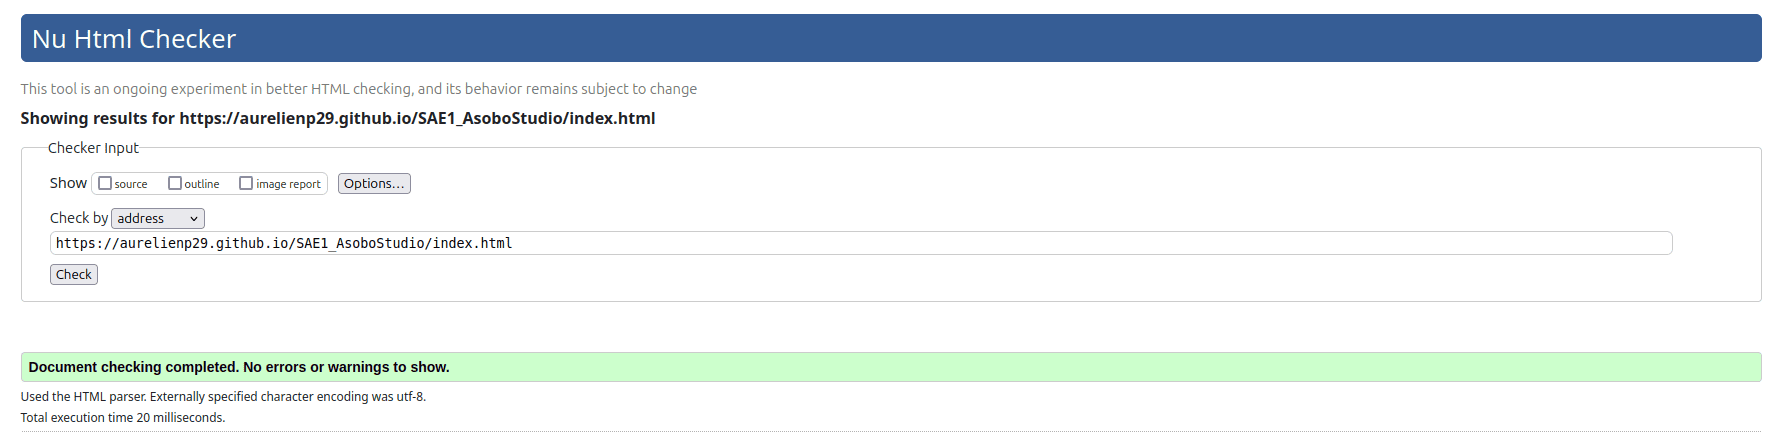 Nu Html Checker
This tool is an ongoing experiment in better HTML checking, and its behavior remains subject to change
Showing results for https://aurelienp29.github.io/SAE1_AsoboStudio/index.html
Checker Input
Show source outline image report Options...
Check by address
https://aurelienp29.github.io/SAE1_AsoboStudio/index.html
Check
Document checking completed. No errors or warnings to show.
Used the HTML parser. Externally specified character encoding was utf-8.
Total execution time 20 milliseconds.